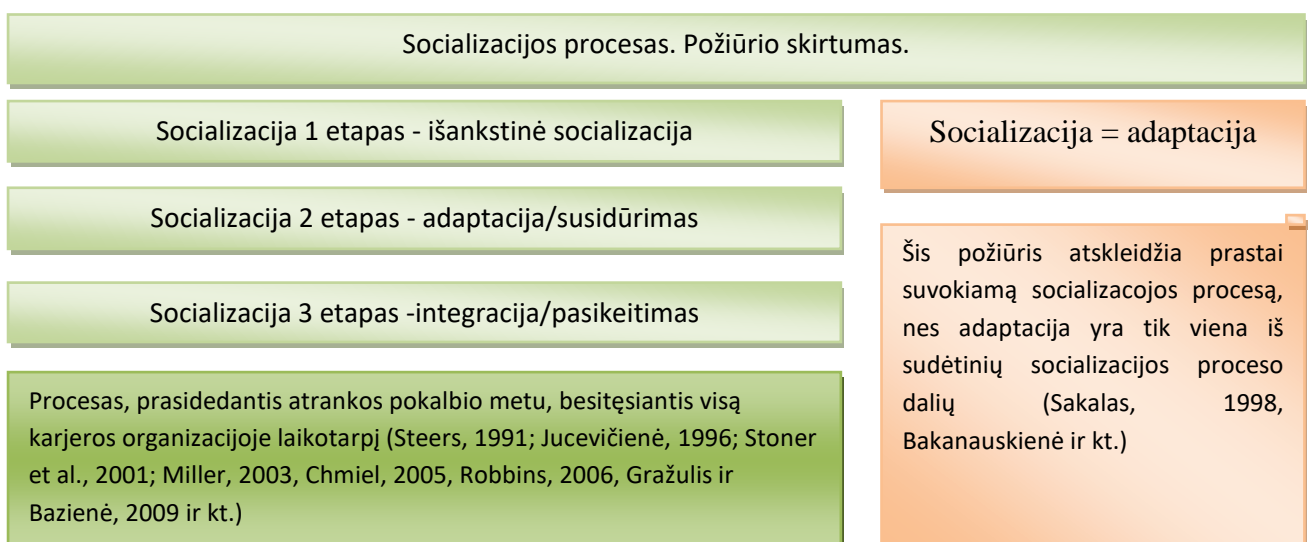 Socializacijos procesas. Požiūrio skirtumas.
Socializacija 1 etapas - išankstinė socializacija
Socializacija 2 etapas - adaptacija/susidūrimas
Socializacija 3 etapas -integracija/pasikeitimas
Procesas, prasidedantis atrankos pokalbio metu, besitęsiantis visą
karjeros organizacijoje laikotarpį (Steers, 1991; Jucevičienė, 1996; Stoner
et al., 2001; Miller, 2003, Chmiel, 2005, Robbins, 2006, Gražulis ir
Bazienė, 2009 ir kt.)
Socializacija = adaptacija
Šis požiūris atskleidžia prastai
suvokiamą socializacojos procesą,
nes adaptacija yra tik viena iš
sudėtinių socializacijos proceso
dalių (Sakalas, 1998,
Bakanauskienė ir kt.)